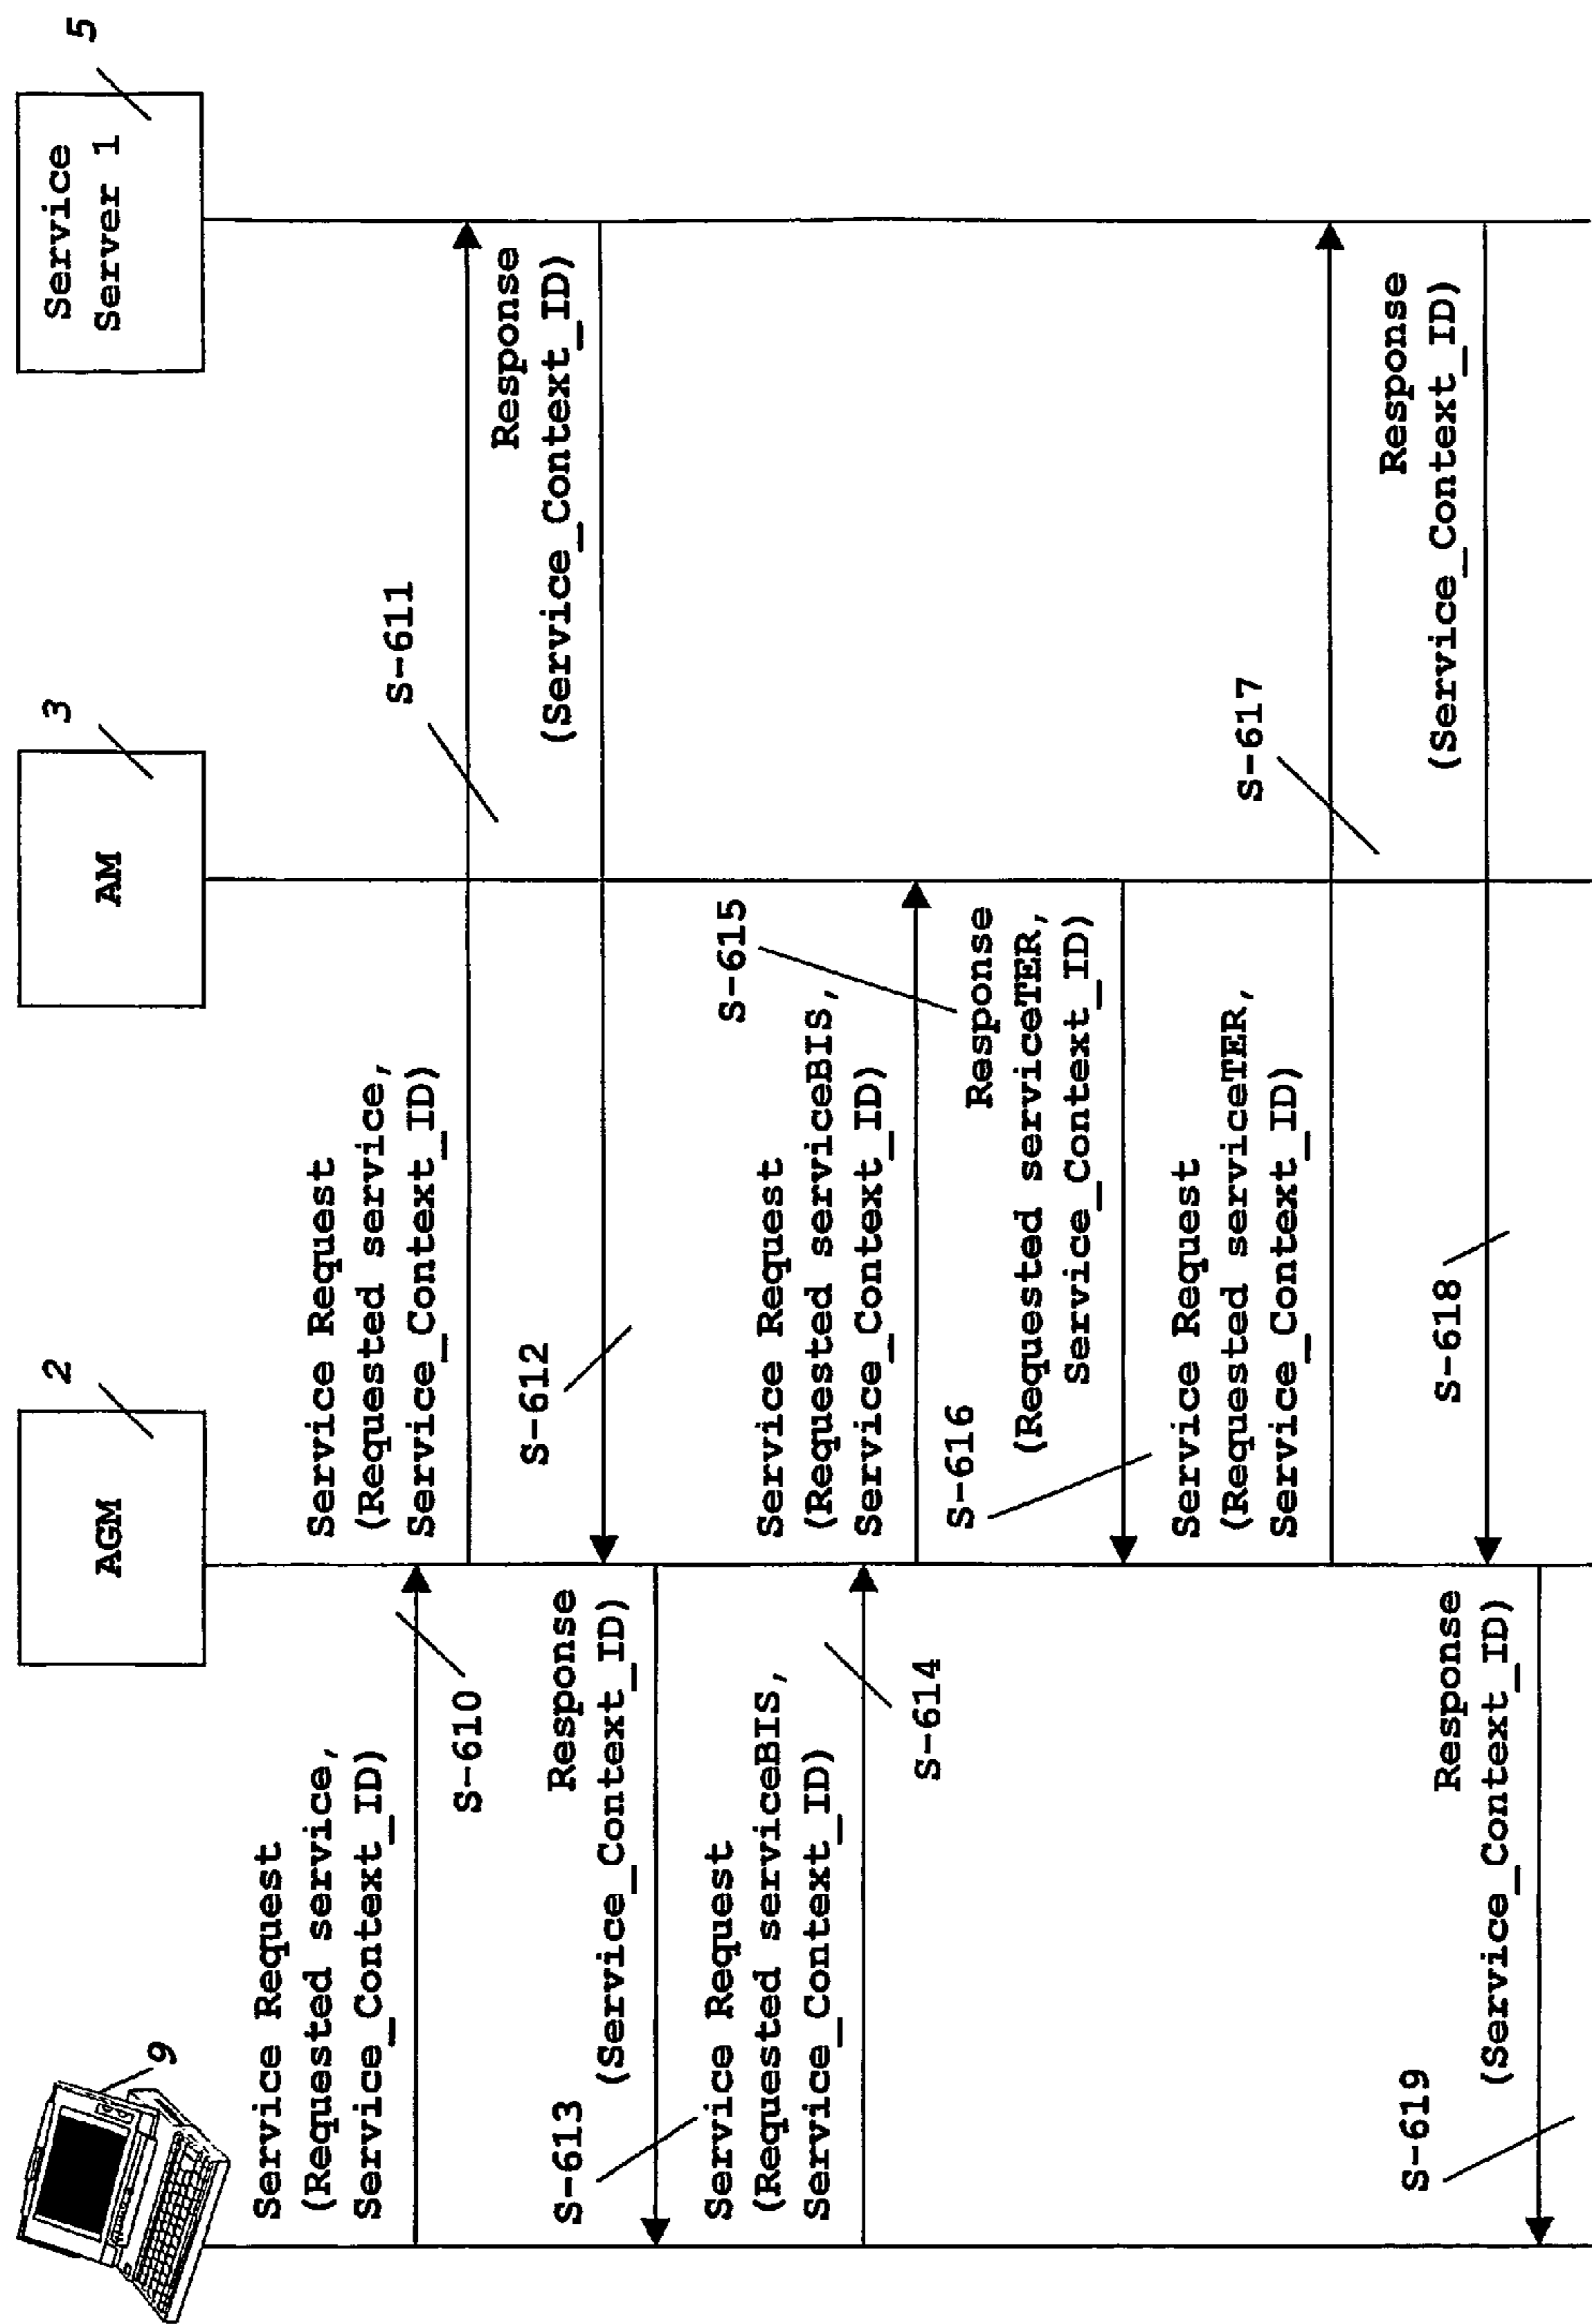 9
AGM
2
AM
3
Service
Server 1
5
Service Request
(Requested service,
Service_Context_ID)
S-610
Service Request
(Requested service,
Service_Context_ID)
S-611
Response
(Service_Context_ID)
S-612
Response
(Service_Context_ID)
S-613
Service Request
(Requested serviceBIS,
Service_Context_ID)
S-614
Service Request
(Requested serviceBIS,
Service_Context_ID)
S-615
Response
(Requested serviceTER,
Service_Context_ID)
S-616
Service Request
(Requested serviceTER,
Service_Context_ID)
S-617
Response
(Service_Context_ID)
S-618
Response
(Service_Context_ID)
S-619